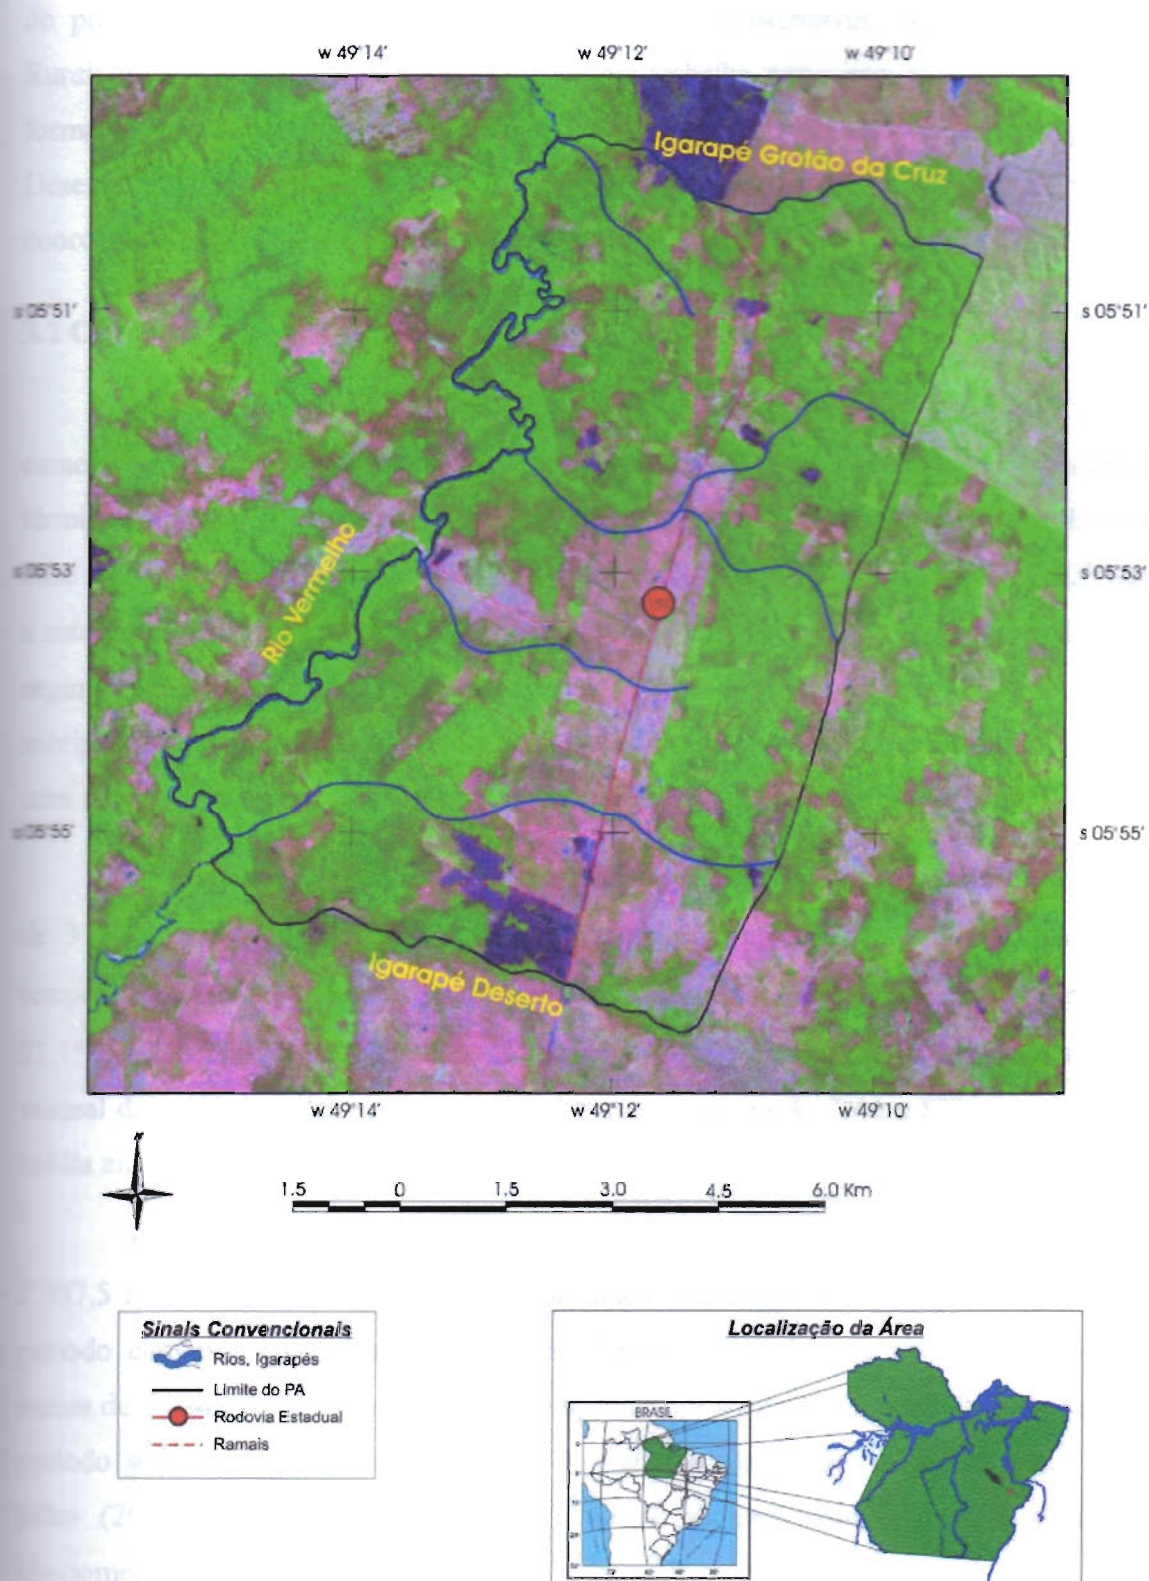 w 49°14' w 49°12' w 49°10'
Igarapé Grotão da Cruz
s 05°51' s 05°51'
Rio Vermelho
s 05°53' s 05°53'
s 05°55' s 05°55'
Igarapé Deserto
w 49°14' w 49°12' w 49°10'
N
1.5 0 1.5 3.0 4.5 6.0 Km
Sinais Convencionais
Rios, Igarapés
Limite do PA
Rodovia Estadual
Ramais
Localização da Área
BRASIL